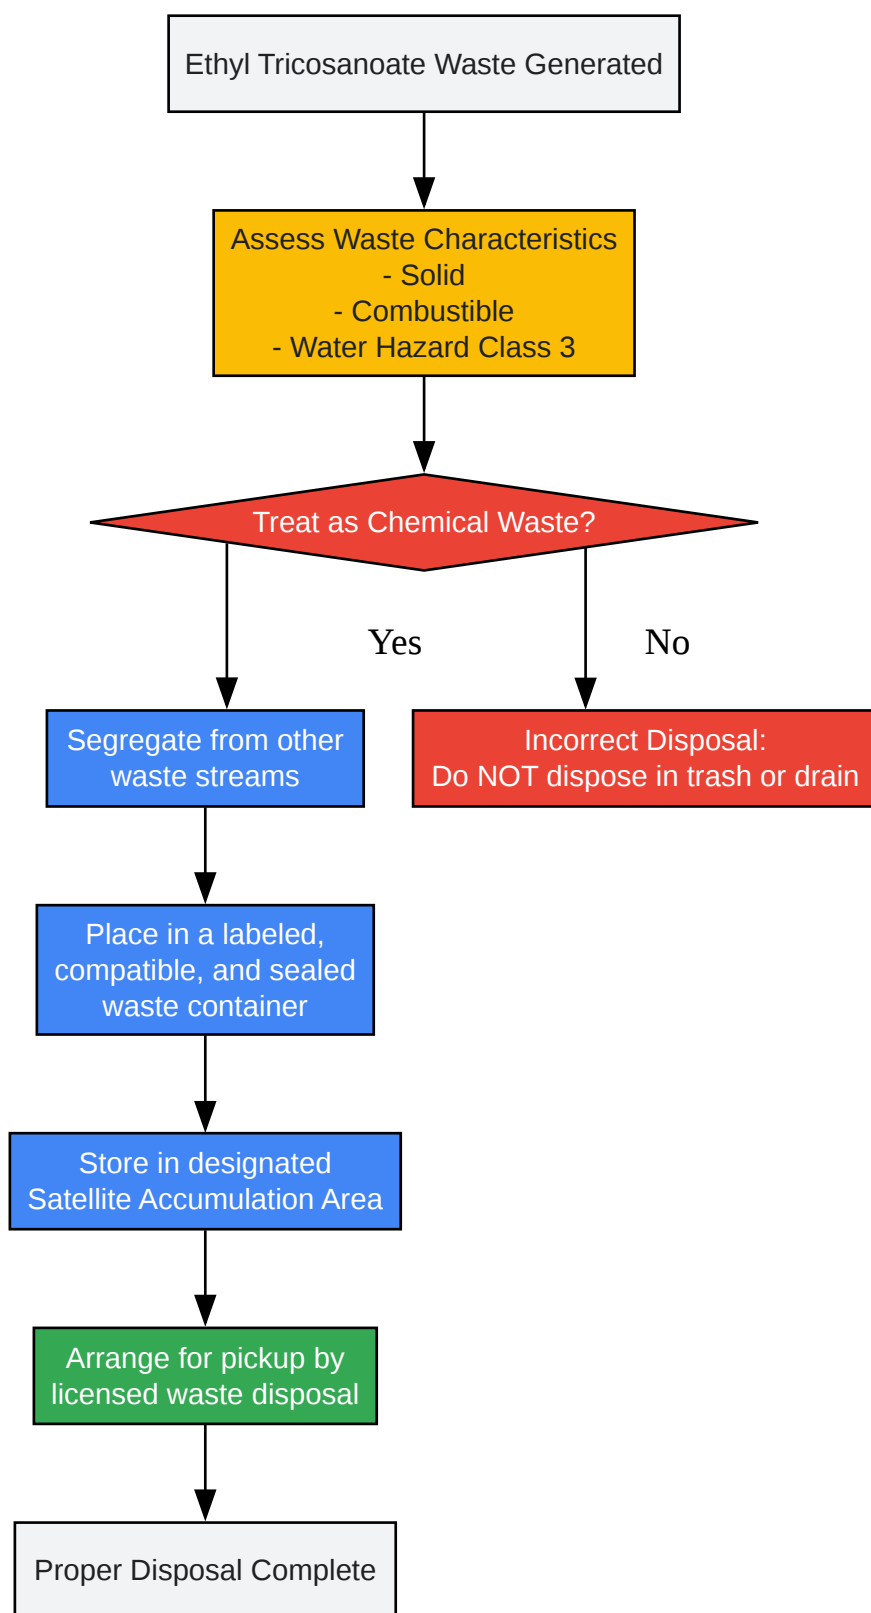 Ethyl Tricosanoate Waste Generated
Assess Waste Characteristics
- Solid
- Combustible
- Water Hazard Class 3
Treat as Chemical Waste?
Yes
No
Segregate from other
waste streams
Incorrect Disposal:
Do NOT dispose in trash or drain
Place in a labeled,
compatible, and sealed
waste container
Store in designated
Satellite Accumulation Area
Arrange for pickup by
licensed waste disposal
Proper Disposal Complete